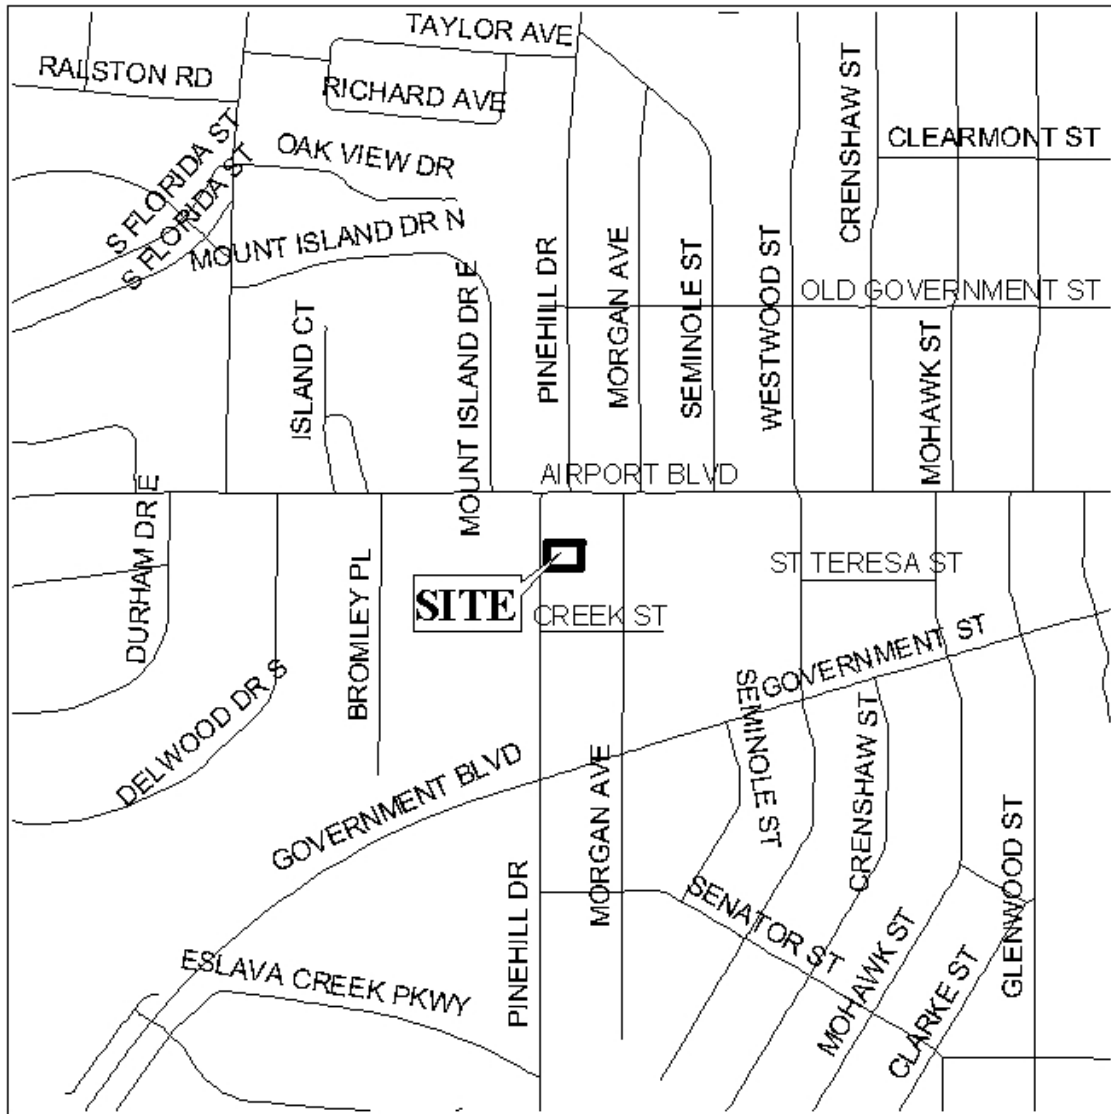 TAYLOR AVE
RALSTON RD
RICHARD AVE
CRENSHAW ST
CLEARMONT ST
S FLORIDA ST
S FLORIDA ST
OAK VIEW DR
MOUNT ISLAND DR N
OLD GOVERNMENT ST
ISLAND CT
MOUNT ISLAND DR E
PINEHILL DR
MORGAN AVE
SEMINOLE ST
WESTWOOD ST
MOHAWK ST
AIRPORT BLVD
DURHAM DR E
BROMLEY PL
SITE
CREEK ST
ST TERESA ST
GOVERNMENT ST
DELWOOD DR S
GOVERNMENT BLVD
SEMINOLE ST
CRENSHAW ST
MORGAN AVE
PINEHILL DR
GLENWOOD ST
SENATOR ST
MOHAWK ST
CLARKE ST
ESLAVA CREEK PKWY